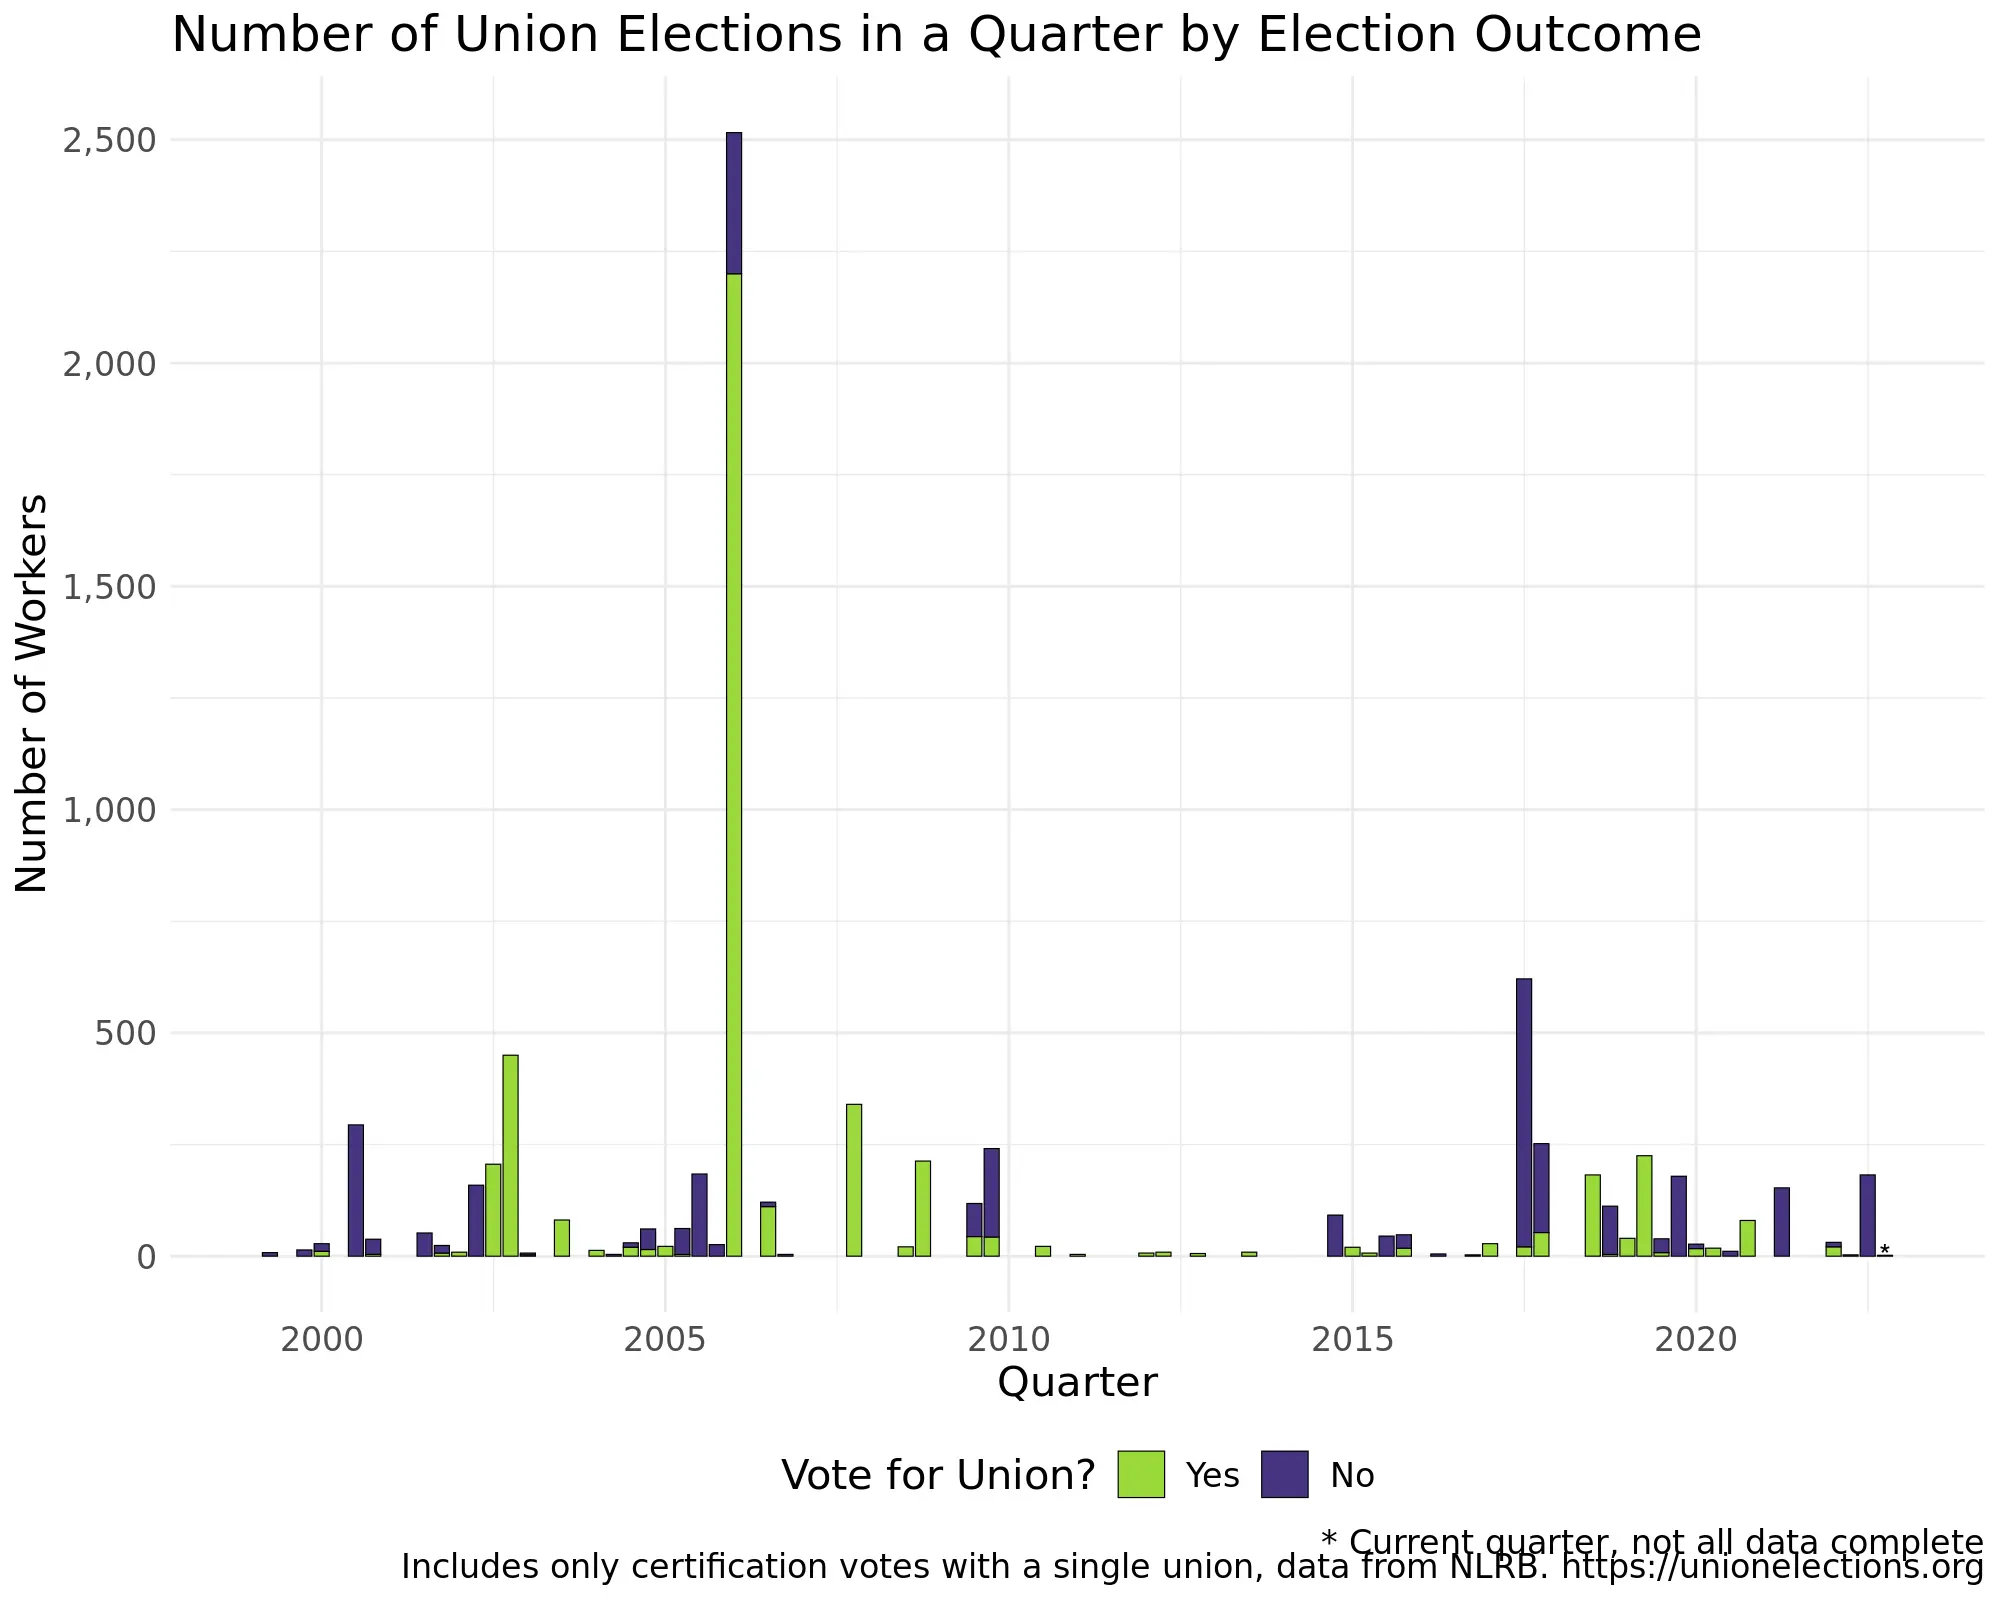 Number of Union Elections in a Quarter by Election Outcome
Number of Workers
2,500
2,000
1,500
1,000
500
0
*
2000 2005 2010 2015 2020
Quarter
Vote for Union? Yes No
* Current quarter, not all data complete
Includes only certification votes with a single union, data from NLRB. https://unionelections.org